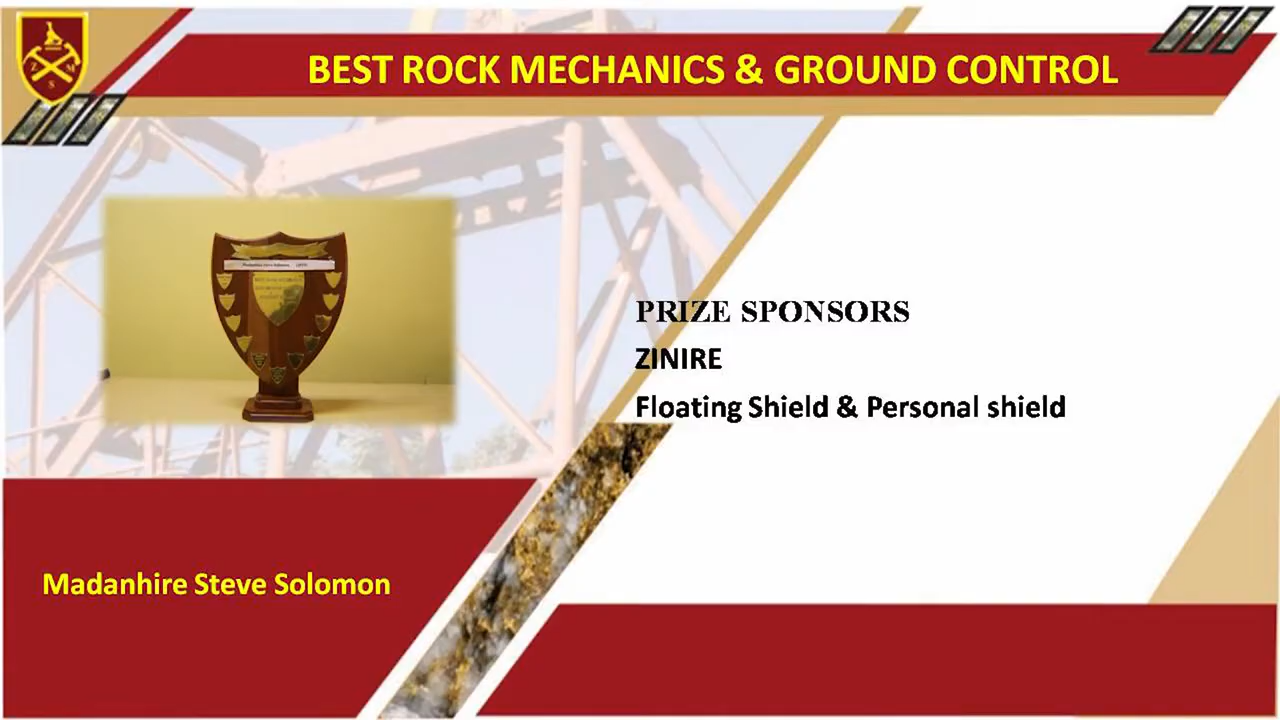 Z M
S
BEST ROCK MECHANICS & GROUND CONTROL
PRIZE SPONSORS
ZINIRE
Floating Shield & Personal shield
Madanhire Steve Solomon